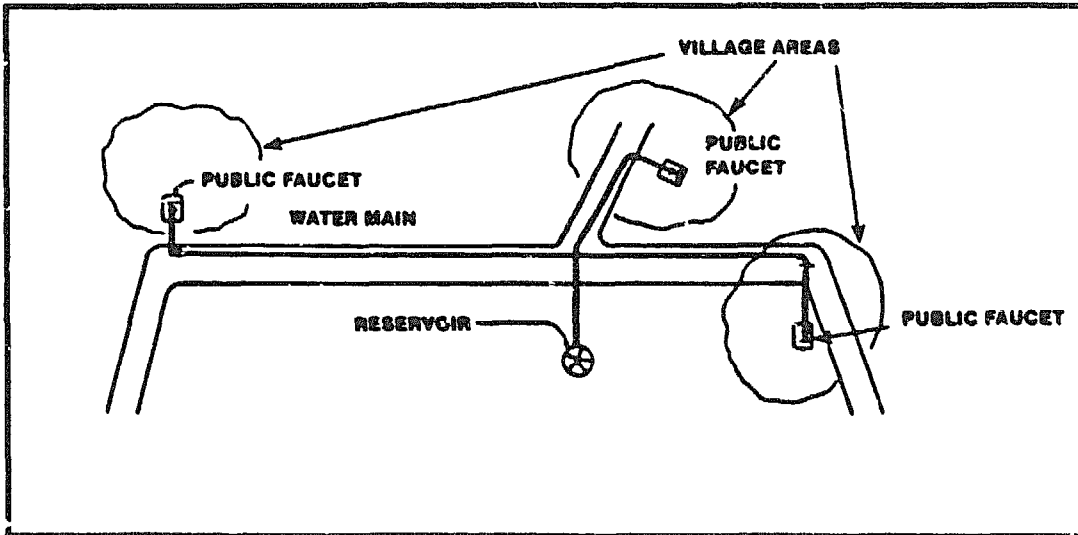 VILLAGE AREAS
PUBLIC
FAUCET
PUBLIC FAUCET
WATER MAIN
RESERVOIR
PUBLIC FAUCET